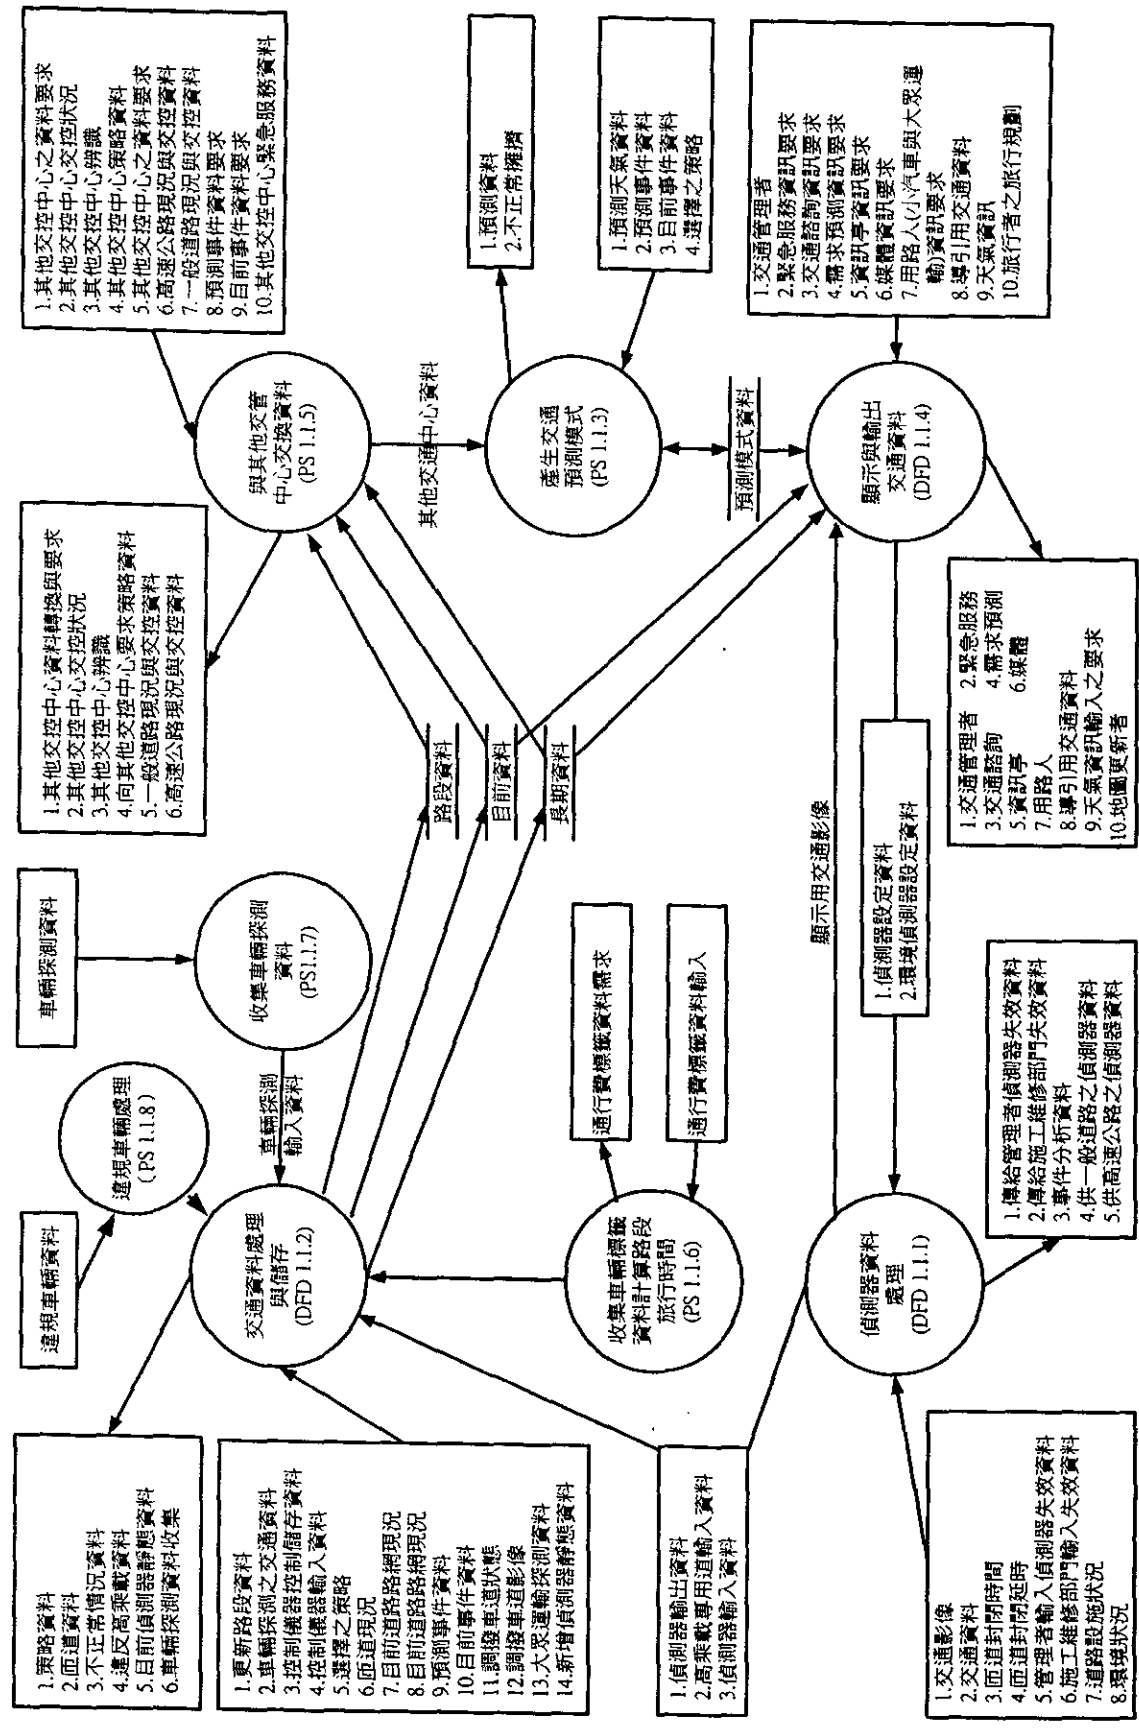 1.策略資料
2.匝道資料
3.不正常情況資料
4.違反高乘載資料
5.目前偵測器靜態資料
6.車輛探測資料收集
違規車輛資料
違規車輛處理
(PS 1.1.8)
車輛探測資料
收集車輛探測
資料
(PS1.1.7)
車輛探測
輸入資料
1.其他交控中心資料轉換與要求
2.其他交控中心交控狀況
3.其他交控中心辨識
4.向其他交控中心要求策略資料
5.一般道路現況與交控資料
6.高速公路現況與交控資料
1.其他交控中心之資料要求
2.其他交控中心交控狀況
3.其他交控中心辨識
4.其他交控中心策略資料
5.其他交控中心之資料要求
6.高速公路現況與交控資料
7.一般道路現況與交控資料
8.預測事件資料要求
9.目前事件資料要求
10.其他交控中心緊急服務資料
與其他交管
中心交換資料
(PS 1.1.5)
1.更新路段資料
2.車輛探測之交通資料
3.控制儀器控制儲存資料
4.控制儀器輸入資料
5.選擇之策略
6.匝道現況
7.目前道路路網現況
8.目前道路路網現況
9.預測事件資料
10.目前事件資料
11.調撥車道狀態
12.調撥車道影像
13.大眾運輸探測資料
14.新增偵測器靜態資料
交通資料處理
與儲存
(DFD 1.1.2)
路段資料
目前資料
長期資料
其他交通中心資料
產生交通
預測模式
(PS 1.1.3)
1.預測資料
2.不正常擁擠
1.預測天氣資料
2.預測事件資料
3.目前事件資料
4.選擇之策略
收集車輛標籤
資料計算路段
旅行時間
(PS 1.1.6)
通行費標籤資料需求
通行費標籤資料輸入
預測模式資料
1.偵測器輸出資料
2.高乘載專用道輸入資料
3.偵測器輸入資料
顯示用交通影像
1.交通管理者
2.緊急服務資訊要求
3.交通諮詢資訊要求
4.需求預測資訊要求
5.資訊亭資訊要求
6.媒體資訊要求
7.用路人(小汽車與大眾運
輸)資訊要求
8.導引用交通資料
9.天氣資訊
10.旅行者之旅行規劃
顯示與輸出
交通資料
(DFD 1.1.4)
偵測器資料
處理
(DFD 1.1.1)
1.偵測器設定資料
2.環境偵測器設定資料
1.交通影像
2.交通資料
3.匝道封閉時間
4.匝道封閉延時
5.管理者輸入偵測器失效資料
6.施工維修部門輸入失效資料
7.道路設施狀況
8.環境狀況
1.傳給管理者偵測器失效資料
2.傳給施工維修部門失效資料
3.事件分析資料
4.供一般道路之偵測器資料
5.供高速公路之偵測器資料
1.交通管理者 2.緊急服務
3.交通諮詢 4.需求預測
5.資訊亭 6.媒體
7.用路人
8.導引用交通資料
9.天氣資訊輸入之要求
10.地圖更新者